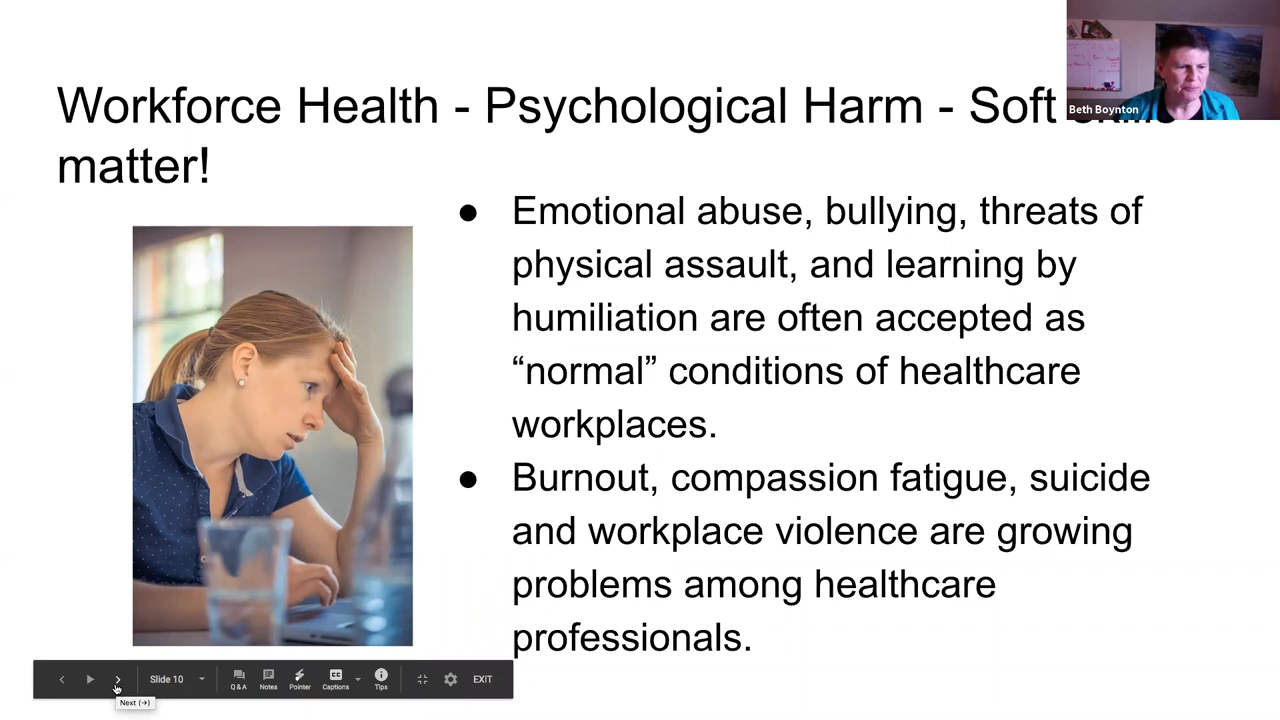 Workforce Health - Psychological Harm - Soft
matter!
Beth Boynton
● Emotional abuse, bullying, threats of
physical assault, and learning by
humiliation are often accepted as
“normal” conditions of healthcare
workplaces.
● Burnout, compassion fatigue, suicide
and workplace violence are growing
problems among healthcare
professionals.
Slide 10
Q & A
Notes
Pointer
Captions
Tips
EXIT
Next (→)